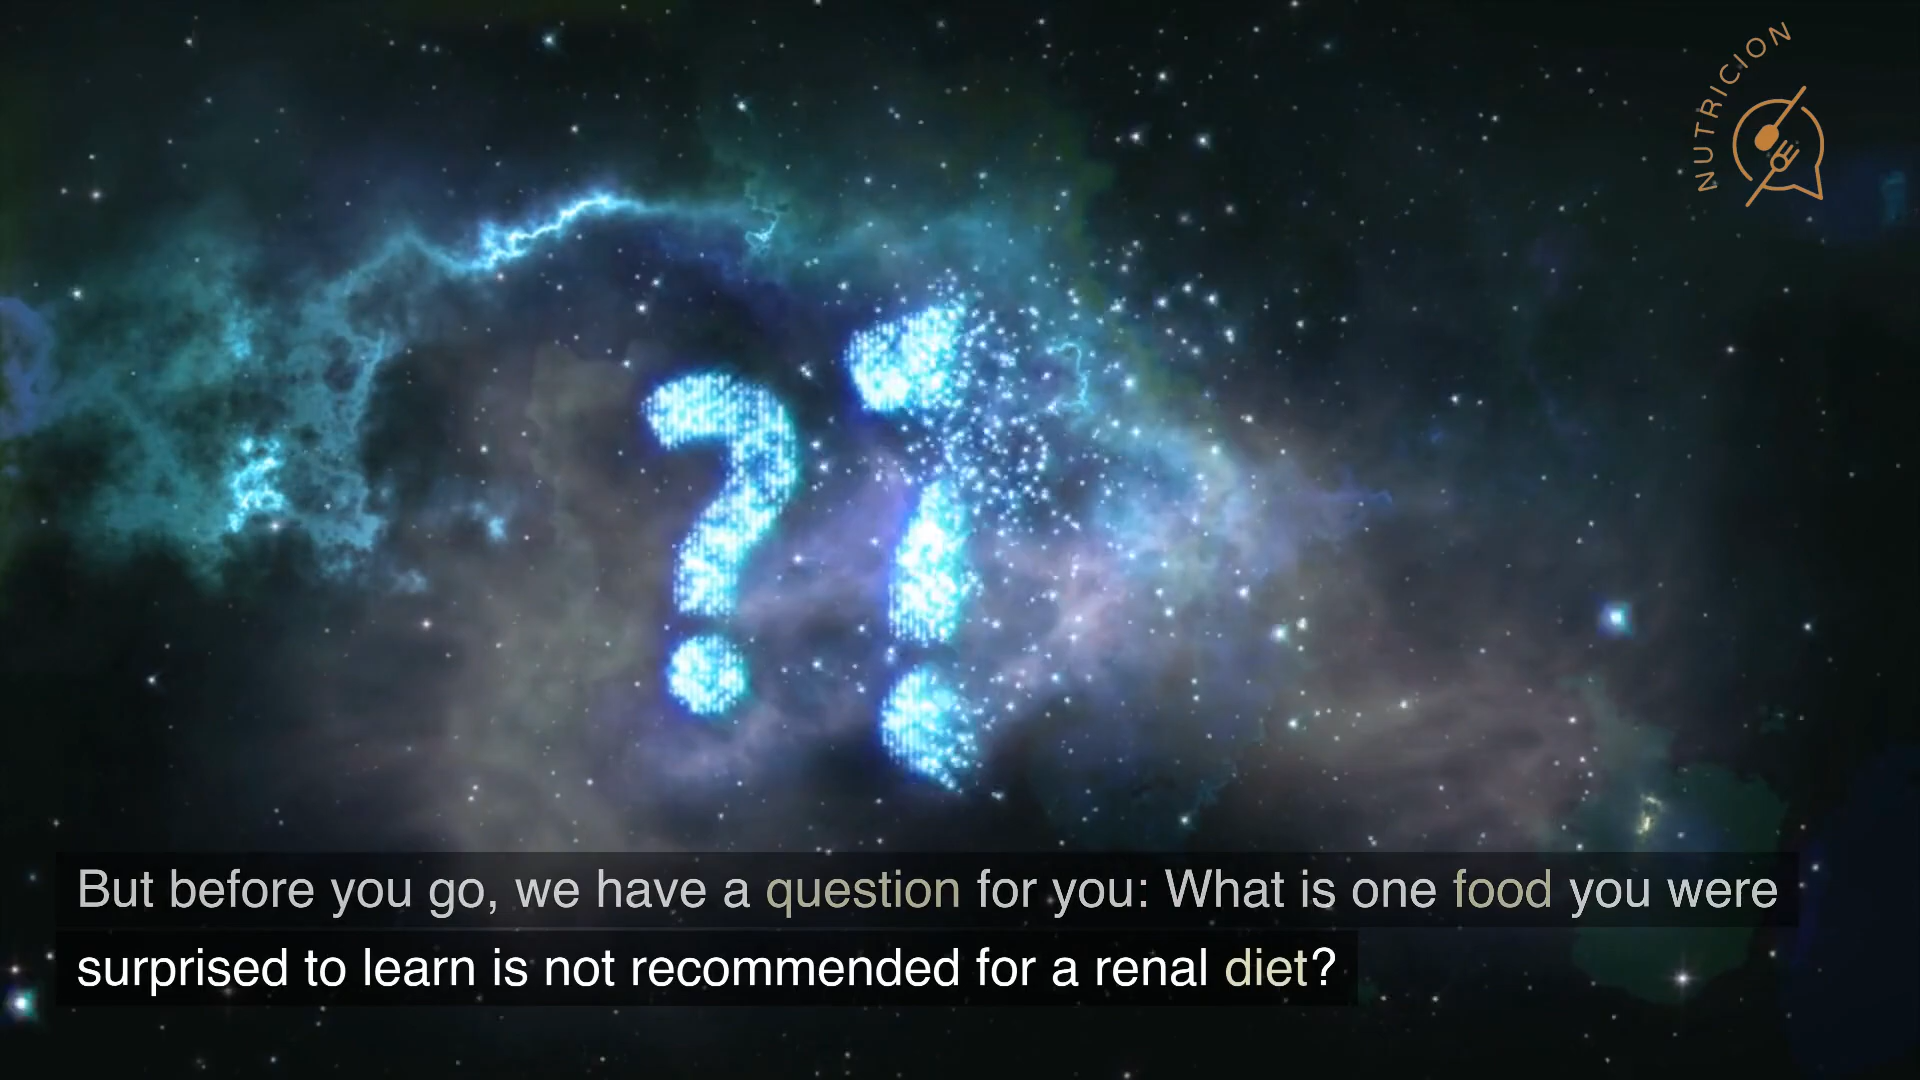 NUTRICION
? ?
But before you go, we have a question for you: What is one food you were
surprised to learn is not recommended for a renal diet?